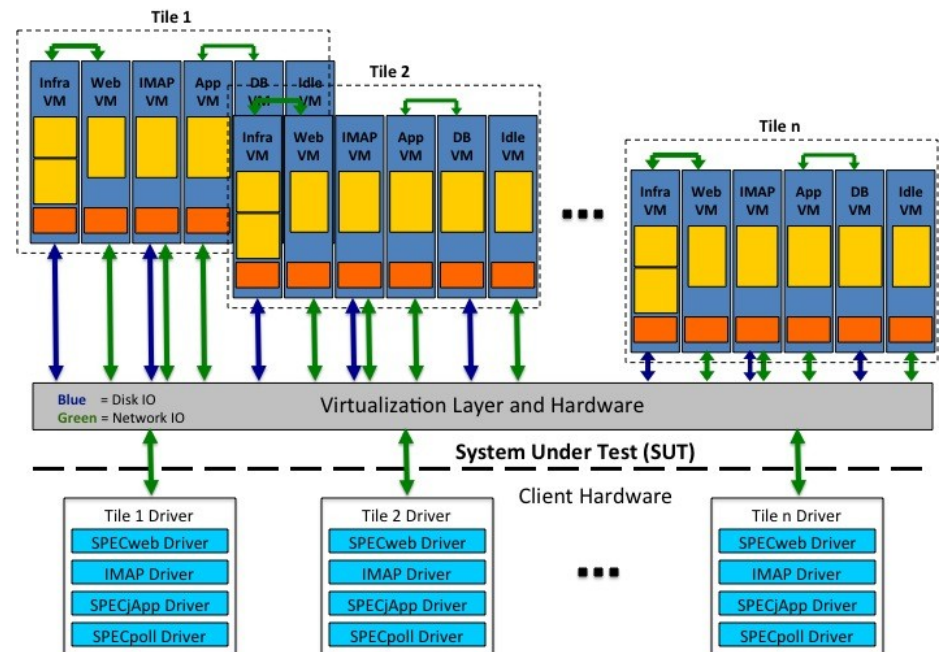 Tile 1
Infra VM
Web VM
IMAP VM
App VM
DB VM
Idle VM
Tile 2
Infra VM
Web VM
IMAP VM
App VM
DB VM
Idle VM
Tile n
Infra VM
Web VM
IMAP VM
App VM
DB VM
Idle VM
Blue = Disk IO
Green = Network IO
Virtualization Layer and Hardware
System Under Test (SUT)
Client Hardware
Tile 1 Driver
SPECweb Driver
IMAP Driver
SPECjApp Driver
SPECpoll Driver
Tile 2 Driver
SPECweb Driver
IMAP Driver
SPECjApp Driver
SPECpoll Driver
Tile n Driver
SPECweb Driver
IMAP Driver
SPECjApp Driver
SPECpoll Driver